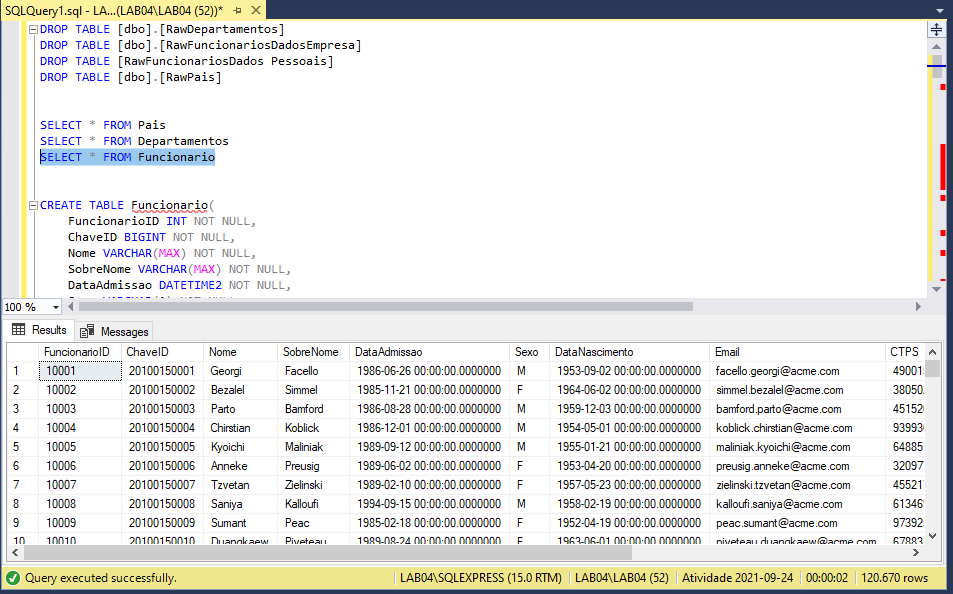 SQLQuery1.sql - LA...(LAB04\LAB04 (52))*
DROP TABLE [dbo].[RawDepartamentos]
DROP TABLE [dbo].[RawFuncionariosDadosEmpresa]
DROP TABLE [RawFuncionariosDados Pessoais]
DROP TABLE [dbo].[RawPais]
SELECT * FROM Pais
SELECT * FROM Departamentos
SELECT * FROM Funcionario
CREATE TABLE Funcionario(
FuncionarioID INT NOT NULL,
ChaveID BIGINT NOT NULL,
Nome VARCHAR(MAX) NOT NULL,
SobreNome VARCHAR(MAX) NOT NULL,
DataAdmissao DATETIME2 NOT NULL,
100 %
Results Messages
FuncionarioID ChaveID Nome SobreNome DataAdmissao Sexo DataNascimento Email CTPS
1 10001 20100150001 Georgi Facello 1986-06-26 00:00:00.0000000 M 1953-09-02 00:00:00.0000000 facello.georgi@acme.com 49001
2 10002 20100150002 Bezalel Simmel 1985-11-21 00:00:00.0000000 F 1964-06-02 00:00:00.0000000 simmel.bezalel@acme.com 38050
3 10003 20100150003 Parto Bamford 1986-08-28 00:00:00.0000000 M 1959-12-03 00:00:00.0000000 bamford.parto@acme.com 45152
4 10004 20100150004 Chirstian Koblick 1986-12-01 00:00:00.0000000 M 1954-05-01 00:00:00.0000000 koblick.chirstian@acme.com 93993
5 10005 20100150005 Kyoichi Maliniak 1989-09-12 00:00:00.0000000 M 1955-01-21 00:00:00.0000000 maliniak.kyoichi@acme.com 64885
6 10006 20100150006 Anneke Preusig 1989-06-02 00:00:00.0000000 F 1953-04-20 00:00:00.0000000 preusig.anneke@acme.com 32097
7 10007 20100150007 Tzvetan Zielinski 1989-02-10 00:00:00.0000000 F 1957-05-23 00:00:00.0000000 zielinski.tzvetan@acme.com 45521
8 10008 20100150008 Saniya Kalloufi 1994-09-15 00:00:00.0000000 M 1958-02-19 00:00:00.0000000 kalloufi.saniya@acme.com 61346
9 10009 20100150009 Sumant Peac 1985-02-18 00:00:00.0000000 F 1952-04-19 00:00:00.0000000 peac.sumant@acme.com 97392
10 10010 20100150010 Duangkaew Piveteau 1989-08-24 00:00:00.0000000 F 1963-06-01 00:00:00.0000000 piveteau.duangkaew@acme.com 67883
Query executed successfully. LAB04\SQLEXPRESS (15.0 RTM) LAB04\LAB04 (52) Atividade 2021-09-24 00:00:02 120.670 rows